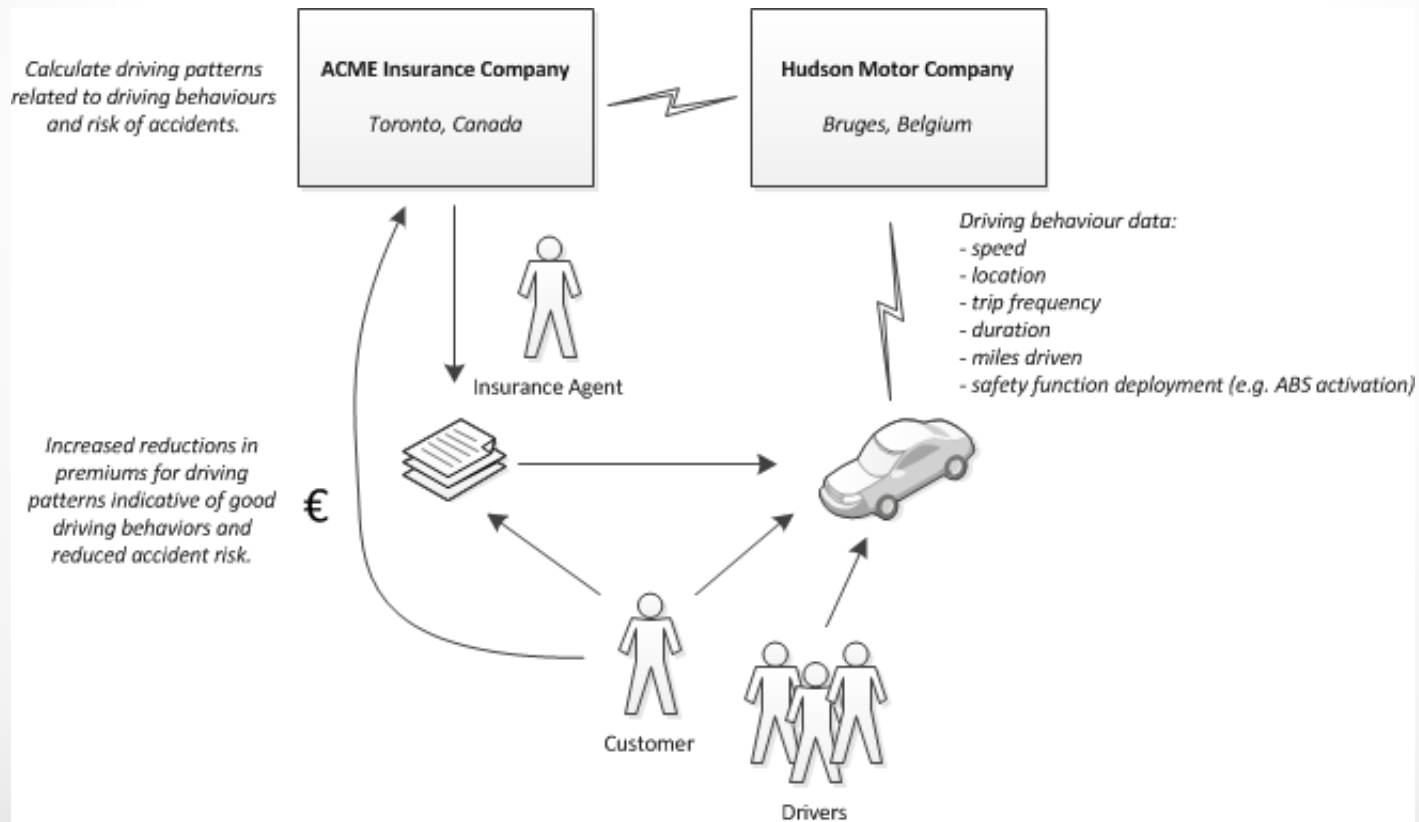 Calculate driving patterns
related to driving behaviours
and risk of accidents.
ACME Insurance Company
Toronto, Canada
Hudson Motor Company
Bruges, Belgium
Driving behaviour data:
- speed
- location
- trip frequency
- duration
- miles driven
- safety function deployment (e.g. ABS activation)
Insurance Agent
Increased reductions in
premiums for driving
patterns indicative of good
driving behaviors and
reduced accident risk.
€
Customer
Drivers